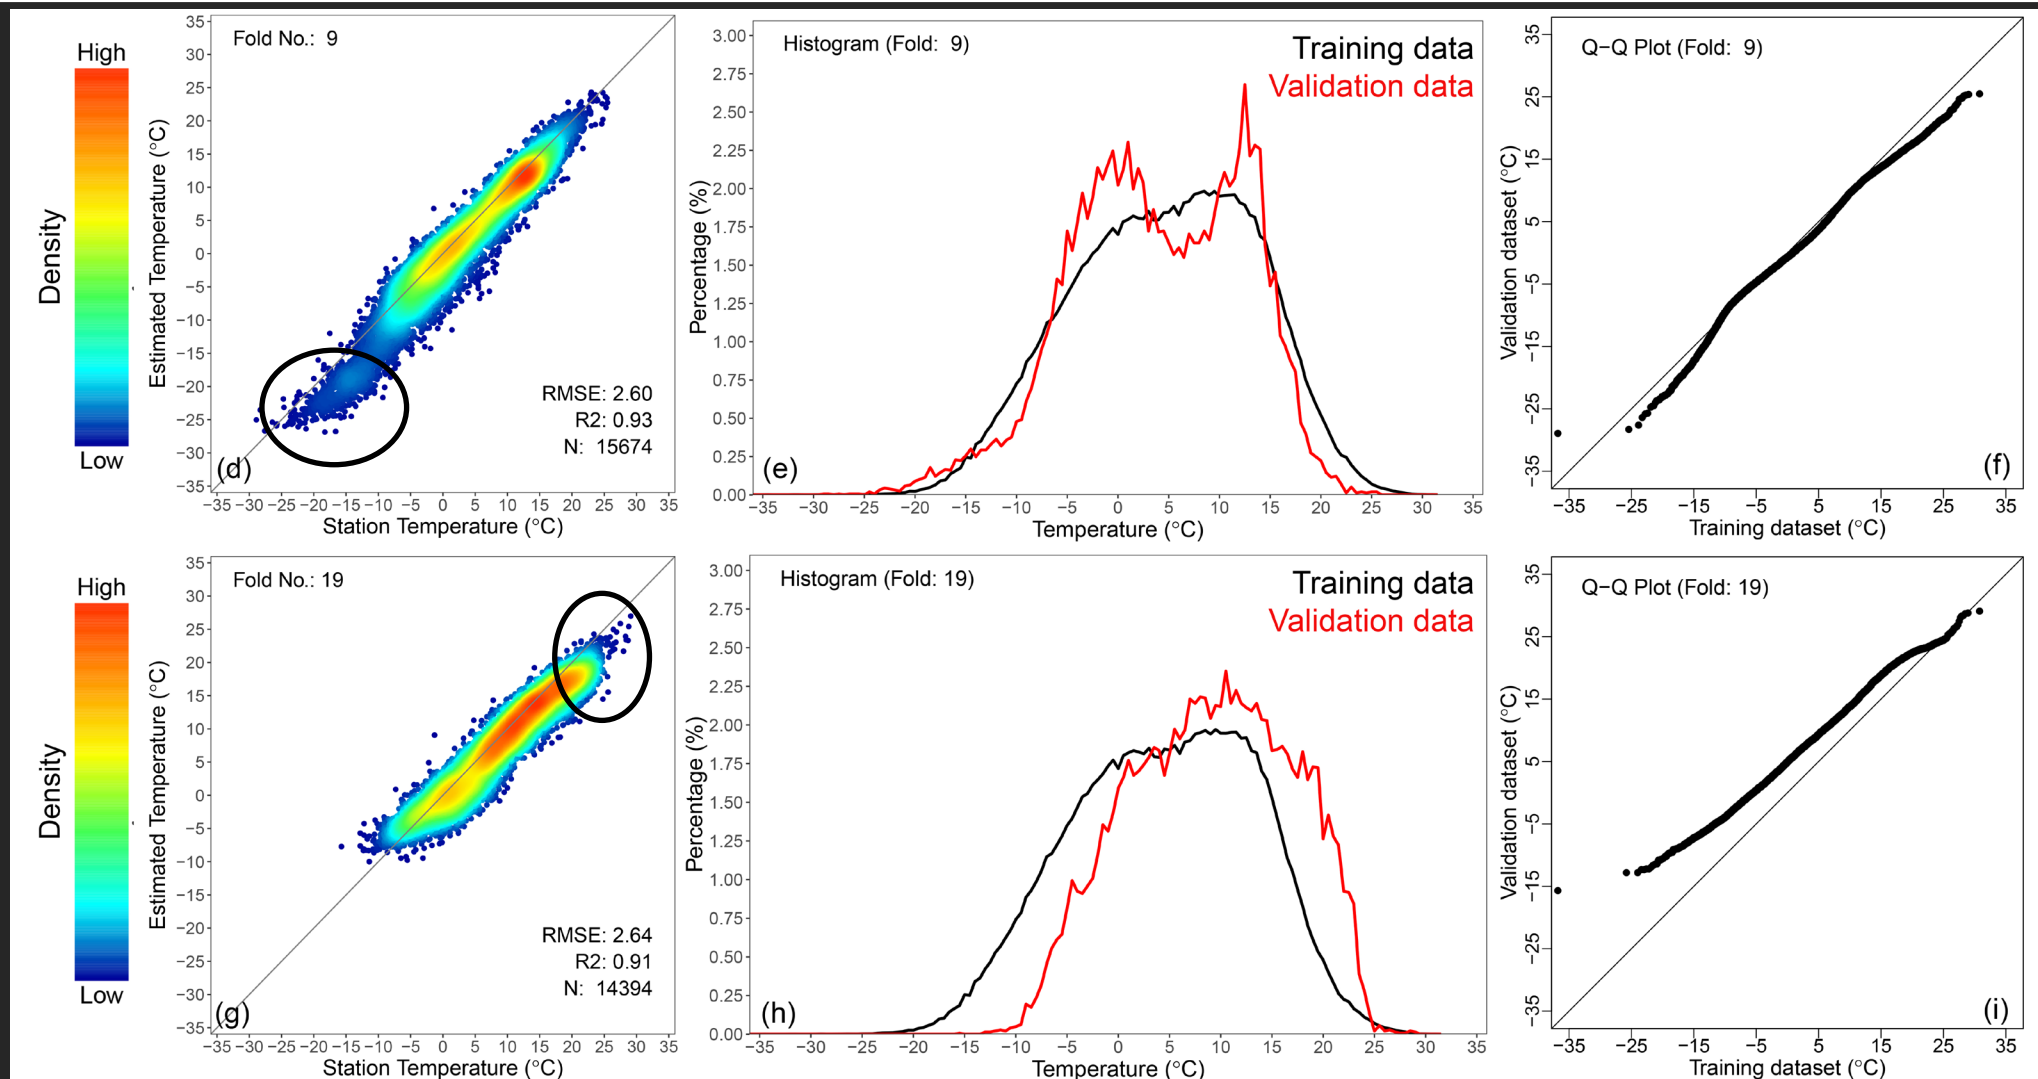 High
Density
Low
Fold No.: 9
Estimated Temperature (°C)
35
30
25
20
15
10
5
0
−5
−10
−15
−20
−25
−30
−35
RMSE: 2.60
R2: 0.93
N: 15674
(d)
−35 −30 −25 −20 −15 −10 −5 0 5 10 15 20 25 30 35
Station Temperature (°C)
Histogram (Fold: 9)
Training data
Validation data
Percentage (%)
3.00
2.75
2.50
2.25
2.00
1.75
1.50
1.25
1.00
0.75
0.50
0.25
0.00
(e)
−35 −30 −25 −20 −15 −10 −5 0 5 10 15 20 25 30 35
Temperature (°C)
Q−Q Plot (Fold: 9)
Validation dataset (°C)
35
25
15
5
−5
−15
−25
−35
(f)
−35 −25 −15 −5 5 15 25 35
Training dataset (°C)
High
Density
Low
Fold No.: 19
Estimated Temperature (°C)
35
30
25
20
15
10
5
0
−5
−10
−15
−20
−25
−30
−35
RMSE: 2.64
R2: 0.91
N: 14394
(g)
−35 −30 −25 −20 −15 −10 −5 0 5 10 15 20 25 30 35
Station Temperature (°C)
Histogram (Fold: 19)
Training data
Validation data
Percentage (%)
3.00
2.75
2.50
2.25
2.00
1.75
1.50
1.25
1.00
0.75
0.50
0.25
0.00
(h)
−35 −30 −25 −20 −15 −10 −5 0 5 10 15 20 25 30 35
Temperature (°C)
Q−Q Plot (Fold: 19)
Validation dataset (°C)
35
25
15
5
−5
−15
−25
−35
(i)
−35 −25 −15 −5 5 15 25 35
Training dataset (°C)